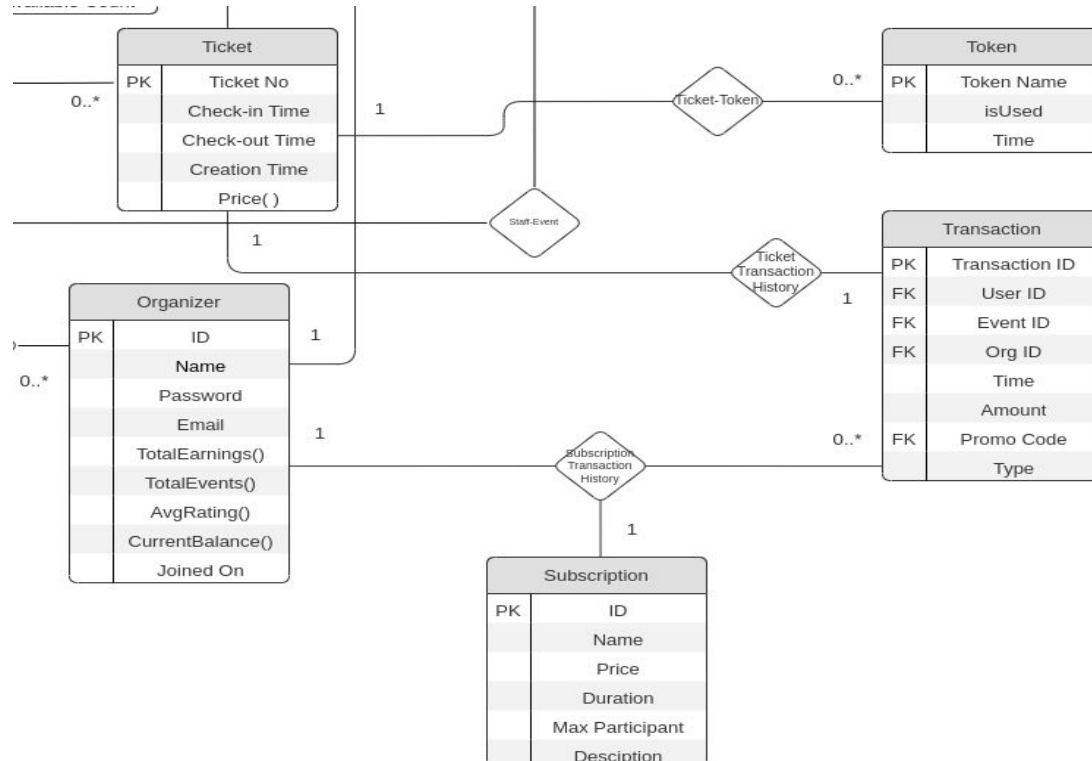 Ticket
PK Ticket No
Check-in Time
Check-out Time
Creation Time
Price( )
0..*
1
Ticket-Token
0..*
Token
PK Token Name
isUsed
Time
Staff-Event
1
Ticket
Transaction
History
1
Transaction
PK Transaction ID
FK User ID
FK Event ID
FK Org ID
Time
Amount
FK Promo Code
Type
Organizer
PK ID
Name
Password
Email
TotalEarnings()
TotalEvents()
AvgRating()
CurrentBalance()
Joined On
0..*
1
1
Subscription
Transaction
History
0..*
1
Subscription
PK ID
Name
Price
Duration
Max Participant
Desciption